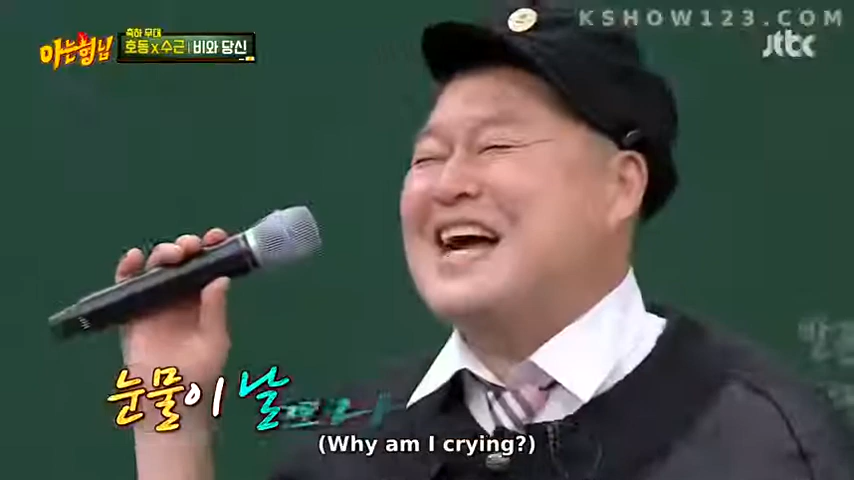 KSHOW123.COM
아는형님
축하 무대
호동x수근 | 비와 당신
jtbc
눈물이 날
(Why am I crying?)